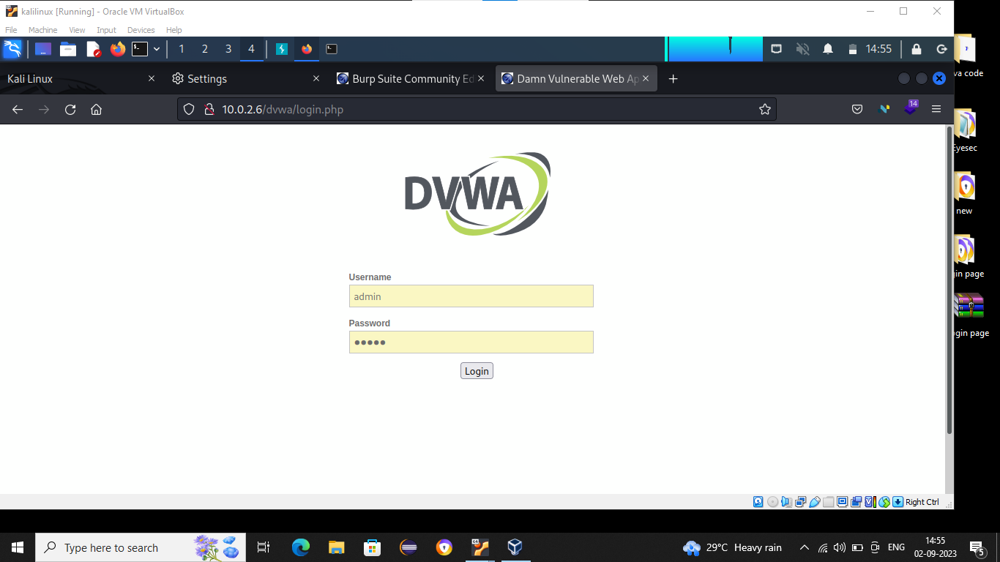 kalilinux [Running] - Oracle VM VirtualBox
File Machine View Input Devices Help
1 2 3 4 14:55
Kali Linux Settings Burp Suite Community Ed Damn Vulnerable Web Ap
10.0.2.6/dvwa/login.php
14
DVWA
Username
admin
Password
Login
Right Ctrl
va code
Eyesec
new
gin page
ogin page
Type here to search
29°C Heavy rain
ENG
14:55
02-09-2023
5